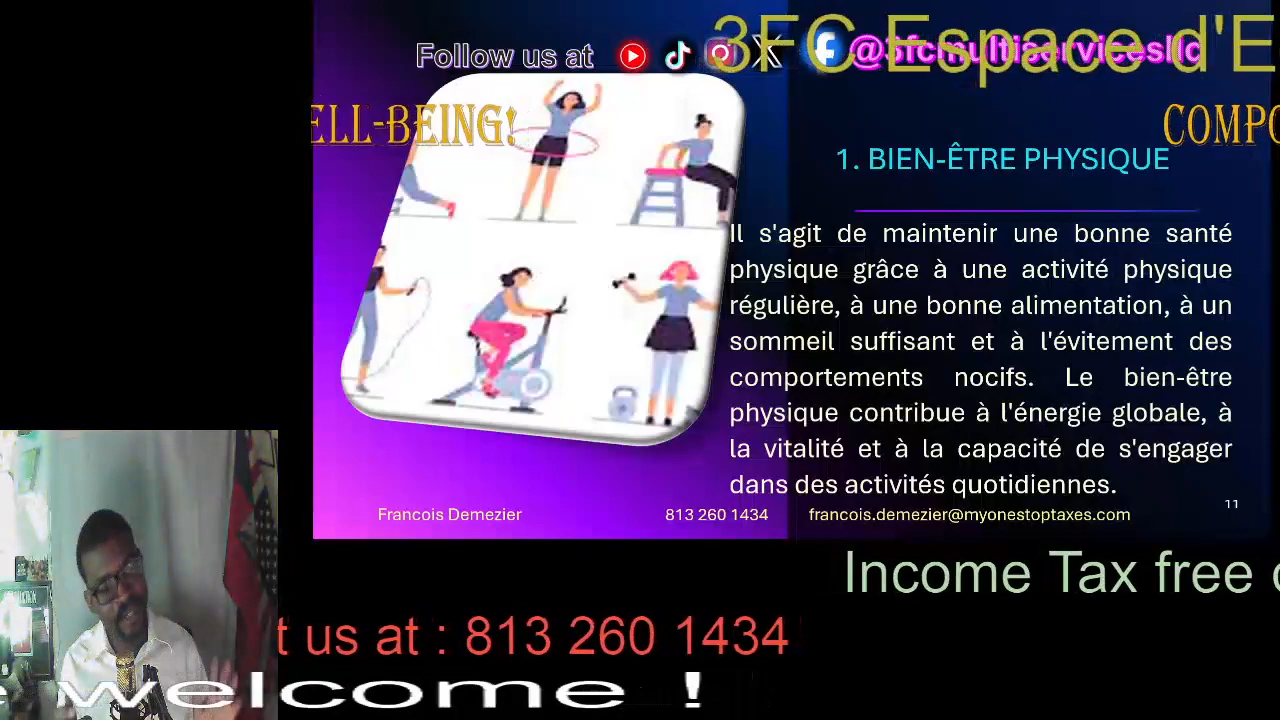 3FC Espace d'E
Follow us at
@3fcmultiservicesllc
ELL-BEING!
COMPO
1. BIEN-ÊTRE PHYSIQUE
Il s'agit de maintenir une bonne santé
physique grâce à une activité physique
régulière, à une bonne alimentation, à un
sommeil suffisant et à l'évitement des
comportements nocifs. Le bien-être
physique contribue à l'énergie globale, à
la vitalité et à la capacité de s'engager
dans des activités quotidiennes.
Francois Demezier
813 260 1434
francois.demezier@myonestoptaxes.com
11
Income Tax free
t us at : 813 260 1434
welcome !